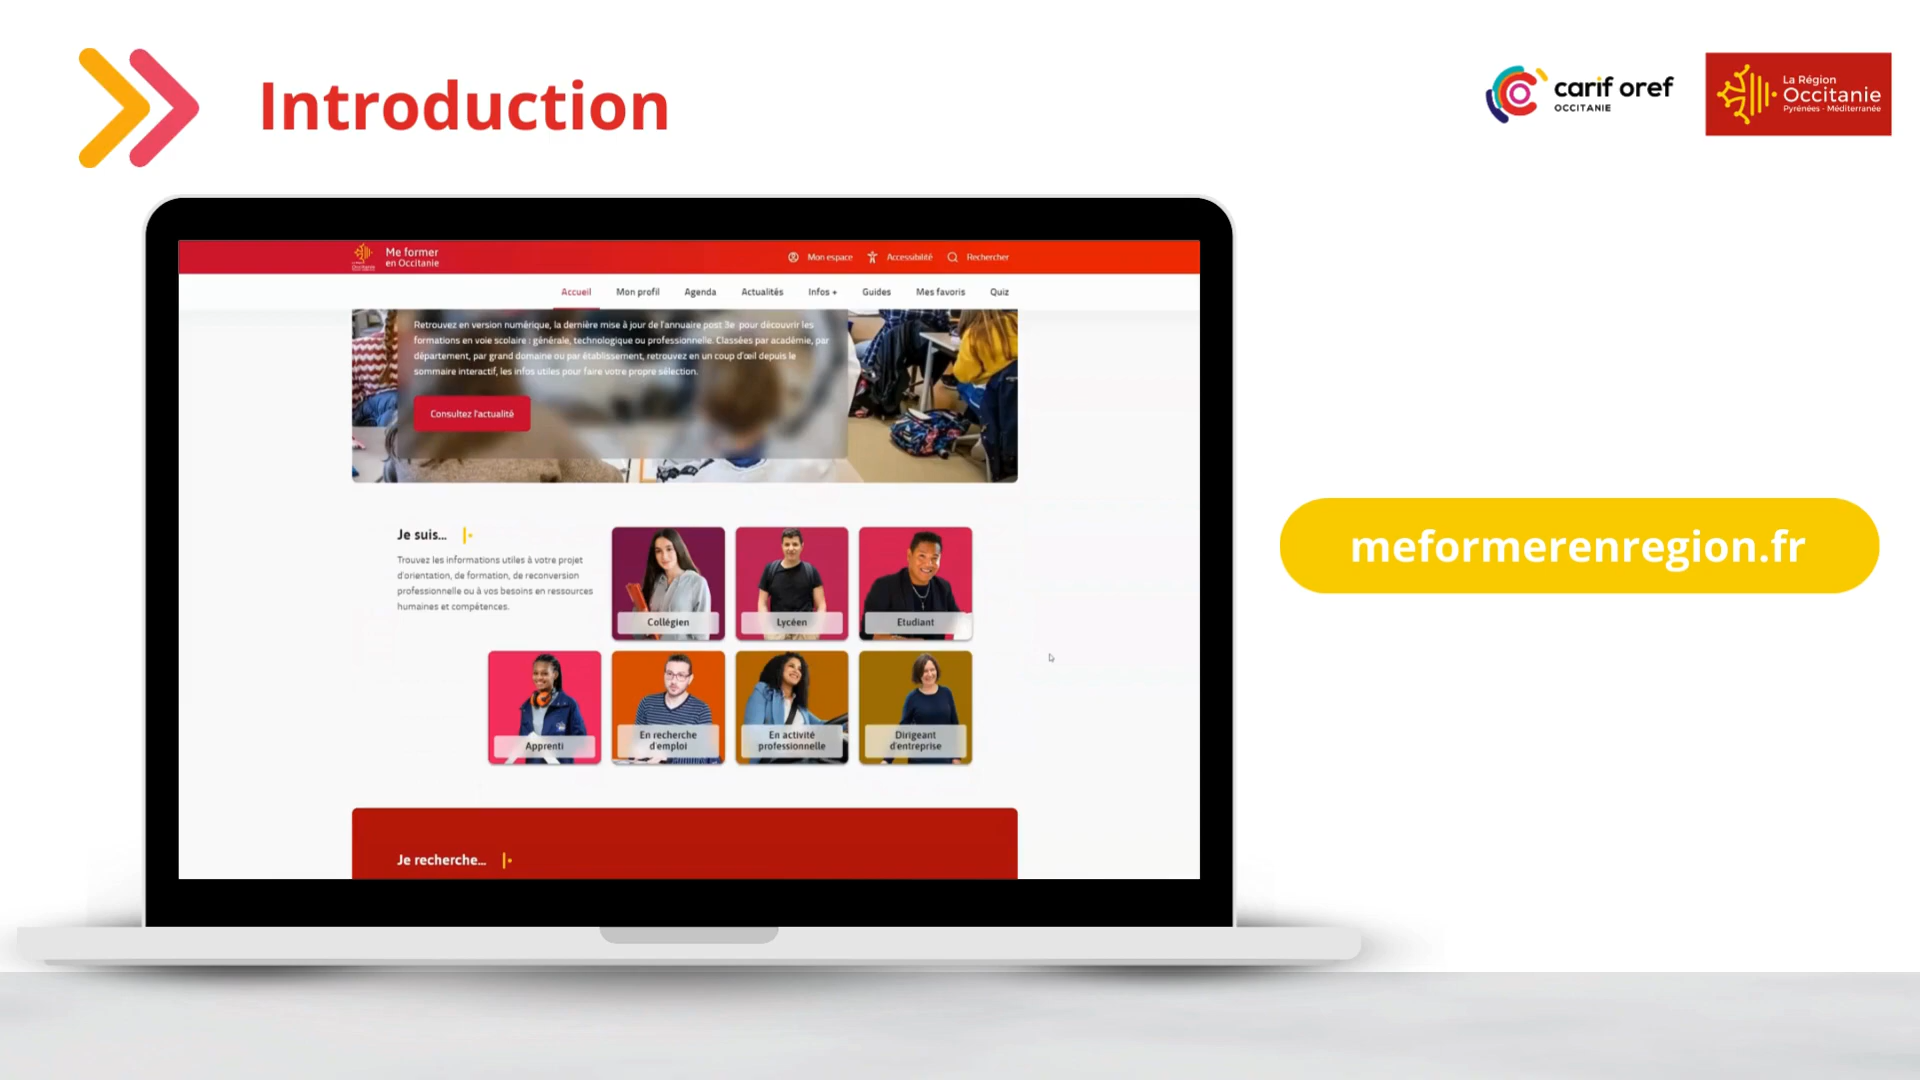 Introduction
carif oref
OCCITANIE
La Région
Occitanie
Pyrénées - Méditerranée
Me former
en Occitanie
Mon espace
Accessibilité
Rechercher
Accueil
Mon profil
Agenda
Actualités
Infos +
Guides
Mes favoris
Quiz
Retrouvez en version numérique, la dernière mise à jour de l'annuaire post 3e pour découvrir les
formations en voie scolaire : générale, technologique ou professionnelle. Classées par académie, par
département, par grand domaine ou par établissement, retrouvez en un coup d'œil depuis le
sommaire interactif, les infos utiles pour faire votre propre sélection.
Consultez l'actualité
Je suis...
Trouvez les informations utiles à votre projet
d'orientation, de formation, de reconversion
professionnelle ou à vos besoins en ressources
humaines et compétences.
Collégien
Lycéen
Etudiant
Apprenti
En recherche
d'emploi
En activité
professionnelle
Dirigeant
d'entreprise
Je recherche...
meformerenregion.fr